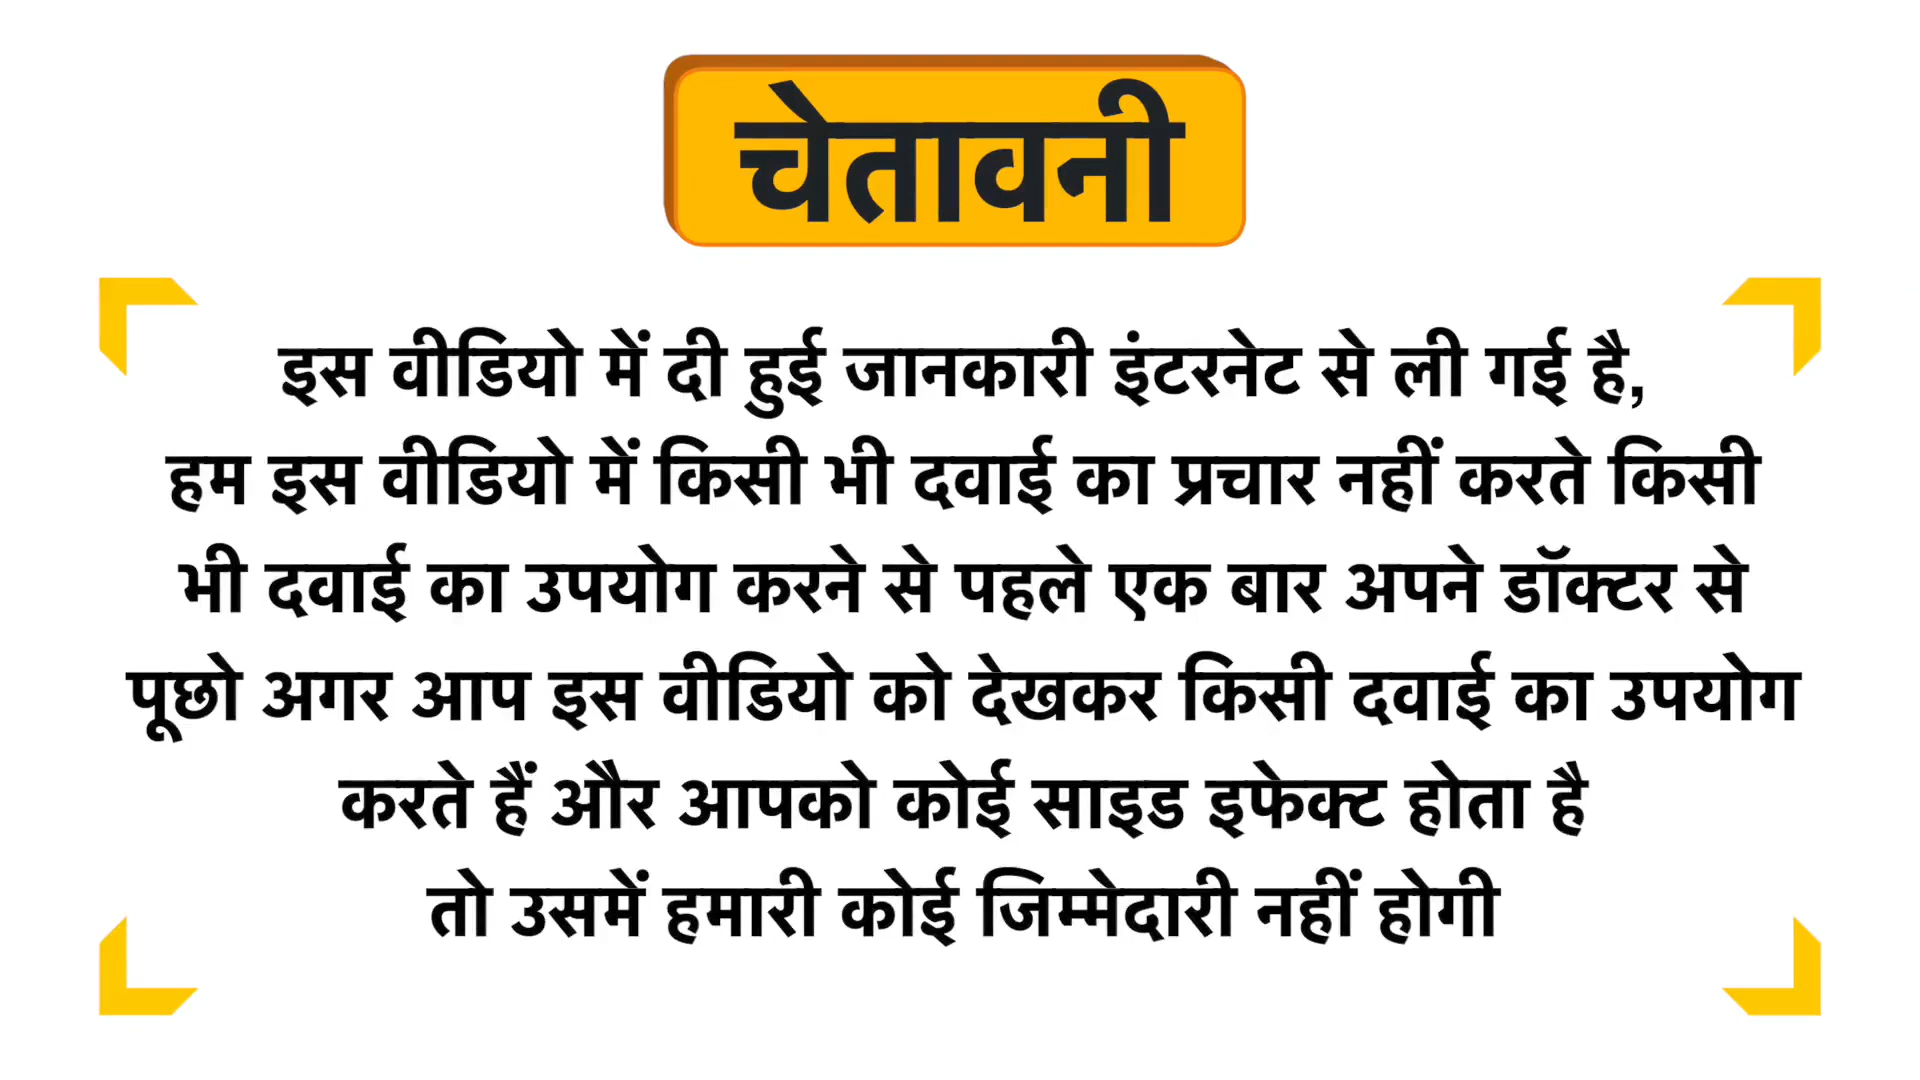 चेतावनी
इस वीडियो में दी हुई जानकारी इंटरनेट से ली गई है,
हम इस वीडियो में किसी भी दवाई का प्रचार नहीं करते किसी
भी दवाई का उपयोग करने से पहले एक बार अपने डॉक्टर से
पूछो अगर आप इस वीडियो को देखकर किसी दवाई का उपयोग
करते हैं और आपको कोई साइड इफेक्ट होता है
तो उसमें हमारी कोई जिम्मेदारी नहीं होगी